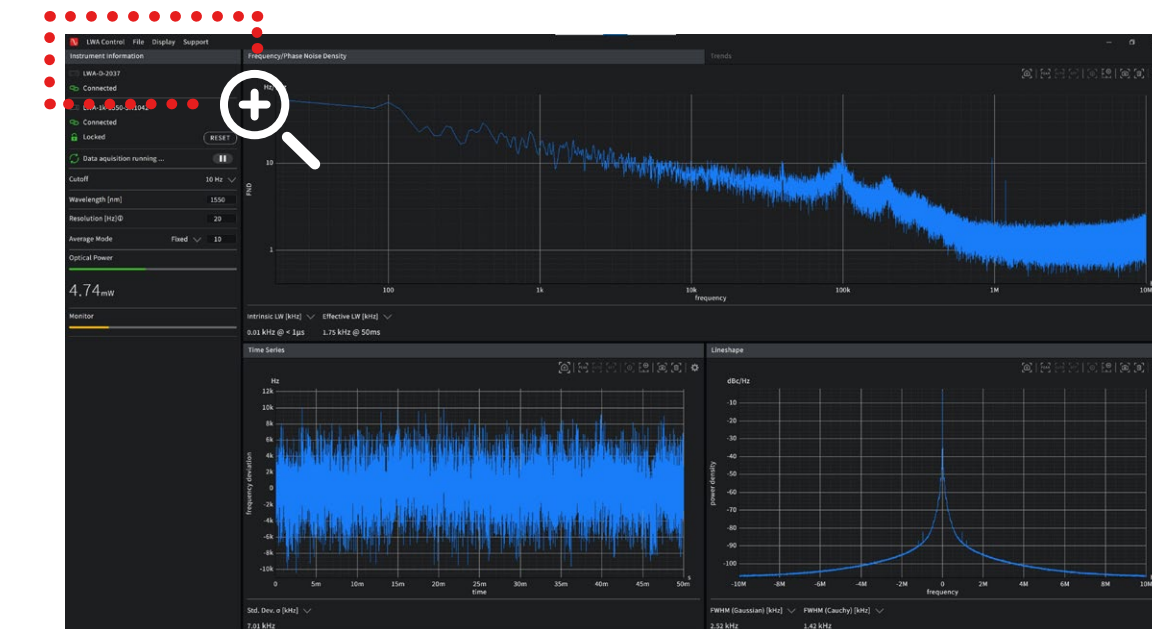 LWA Control File Display Support
Instrument Information
LWA-D-2037
Connected
Connected
Locked RESET
Data aquisition running ...
Cutoff 10 Hz
Wavelength [nm] 1550
Resolution [Hz] 20
Average Mode Fixed 10
Optical Power
4.74 mW
Monitor
Frequency/Phase Noise Density Trends
10
1
FND
100 1k 10k 100k 1M 10M
frequency
Intrinsic LW [kHz] Effective LW [kHz]
0.01 kHz @ < 1µs 1.75 kHz @ 50ms
Time Series
Hz
12k
10k
8k
6k
4k
2k
0
-2k
-4k
-6k
-8k
-10k
frequency deviation
0 5m 10m 15m 20m 25m 30m 35m 40m 45m 50m
s
time
Std. Dev. σ [kHz]
7.01 kHz
Lineshape
dBc/Hz
-10
-20
-30
-40
-50
-60
-70
-80
-90
-100
power density
-10M -8M -6M -4M -2M 0 2M 4M 6M 8M 10M
frequency
FWHM (Gaussian) [kHz] FWHM (Cauchy) [kHz]
2.52 kHz 1.42 kHz